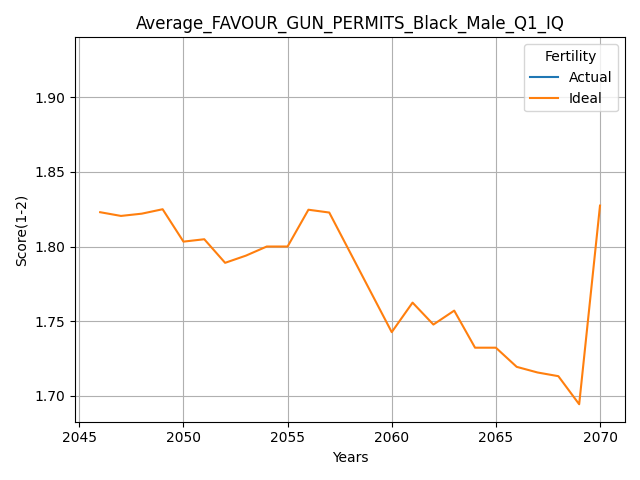 Average_FAVOUR_GUN_PERMITS_Black_Male_Q1_IQ
Fertility
Actual
Ideal
1.90
1.85
1.80
1.75
1.70
Score(1-2)
2045 2050 2055 2060 2065 2070
Years